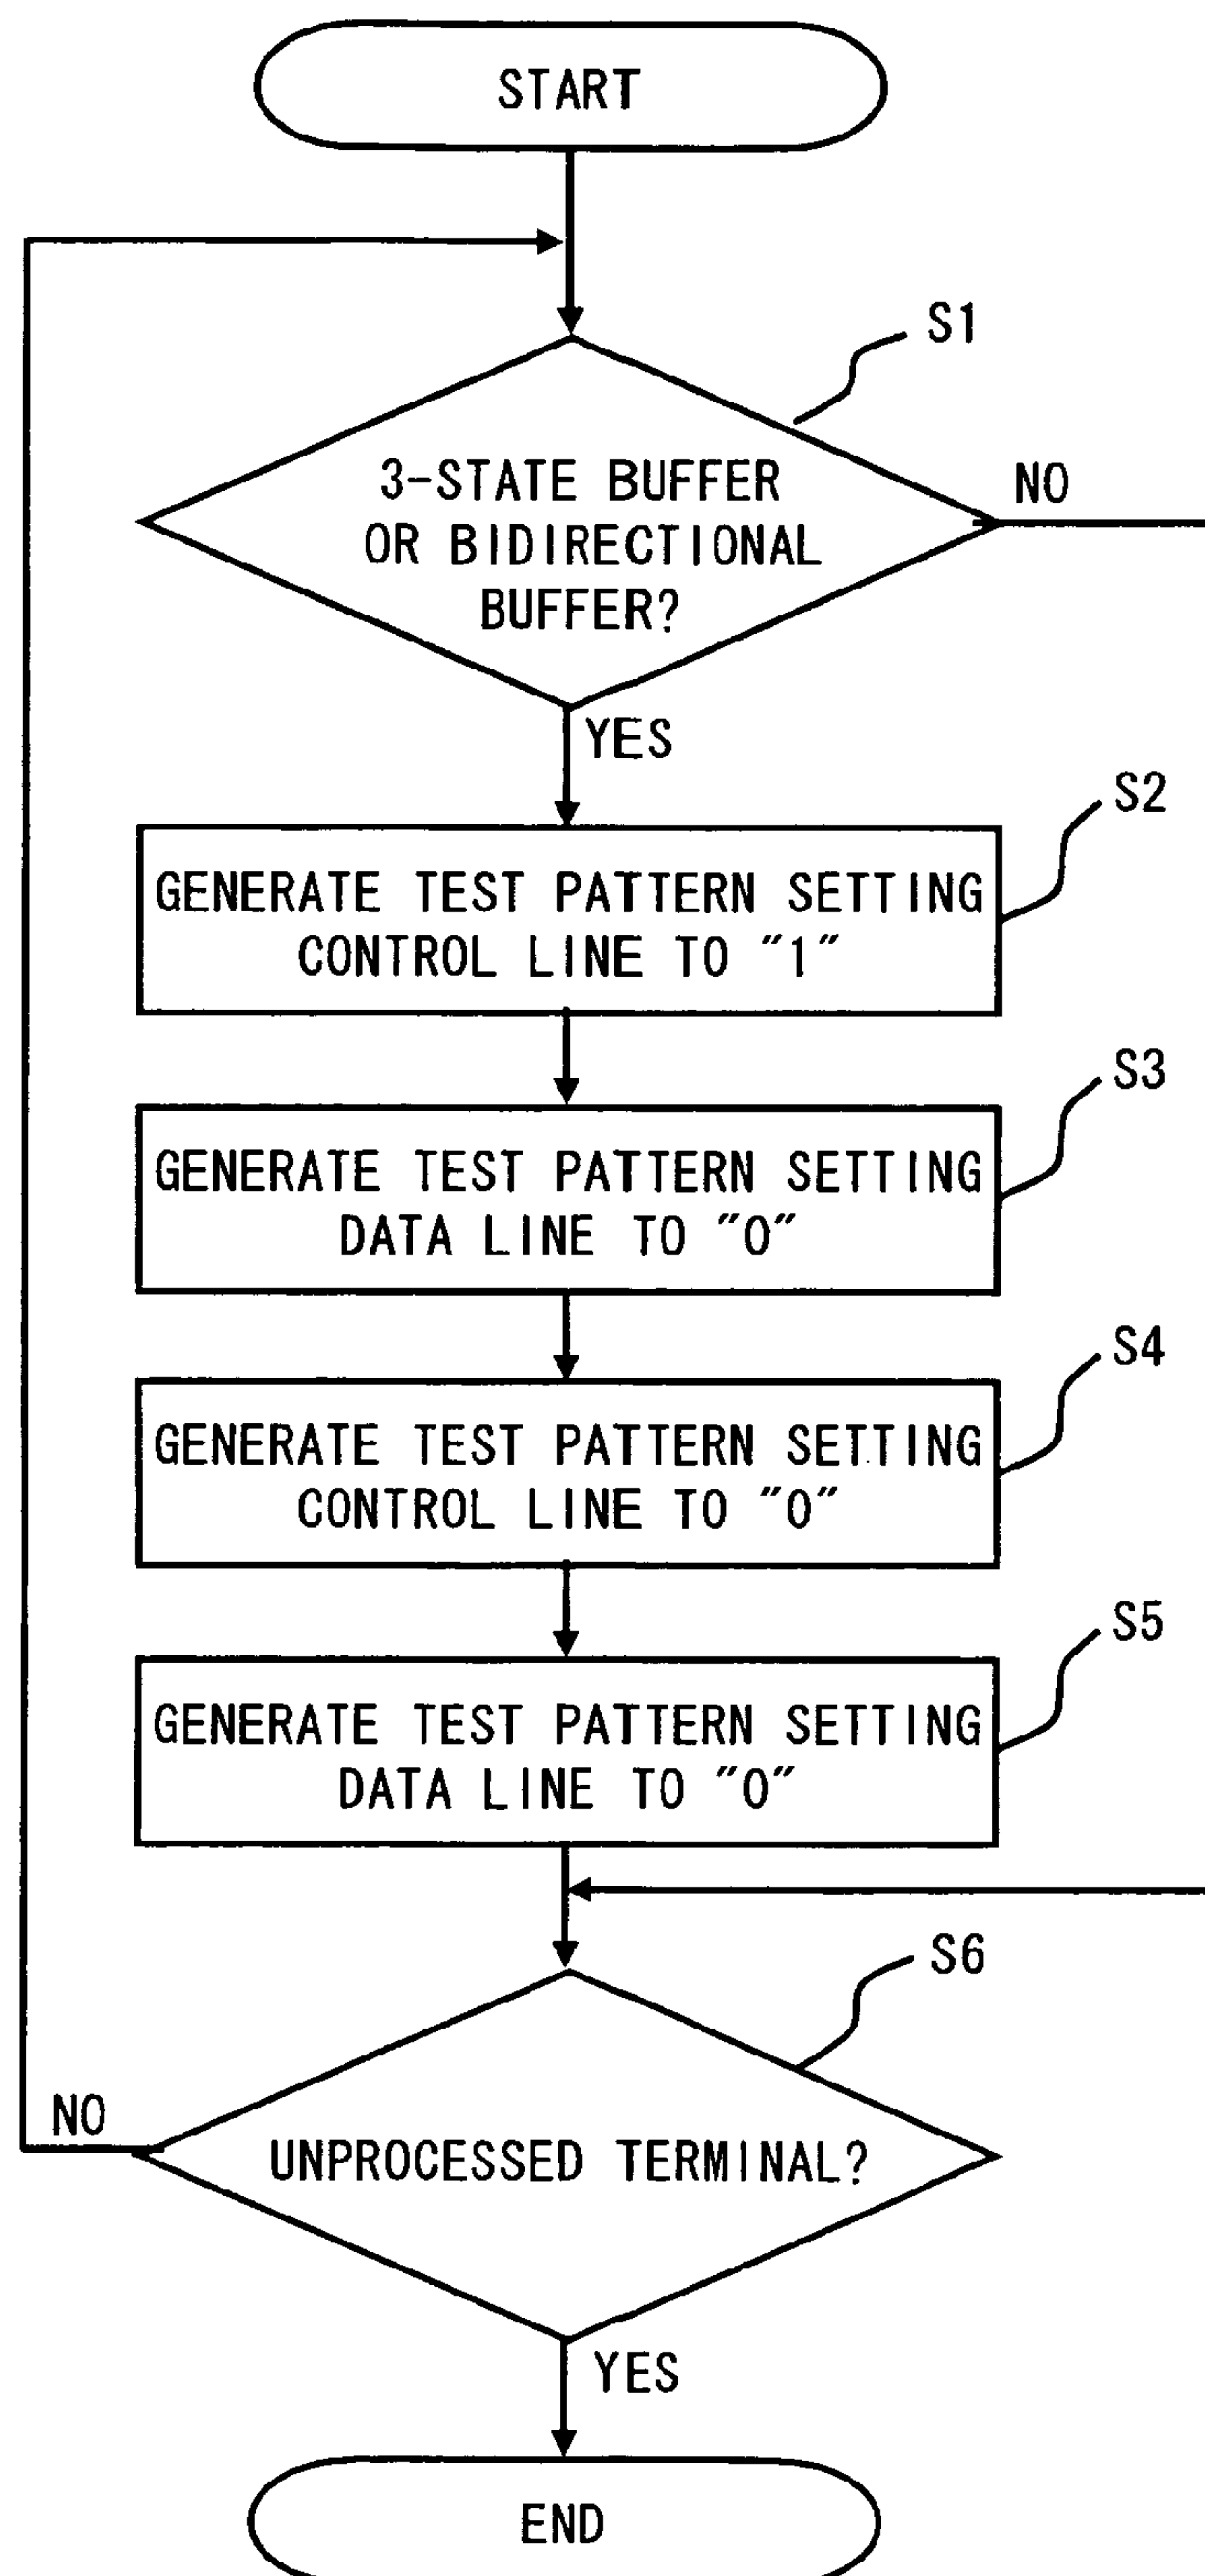 START
S1
3-STATE BUFFER
OR BIDIRECTIONAL
BUFFER?
NO
YES
S2
GENERATE TEST PATTERN SETTING
CONTROL LINE TO "1"
S3
GENERATE TEST PATTERN SETTING
DATA LINE TO "0"
S4
GENERATE TEST PATTERN SETTING
CONTROL LINE TO "0"
S5
GENERATE TEST PATTERN SETTING
DATA LINE TO "0"
S6
NO
UNPROCESSED TERMINAL?
YES
END